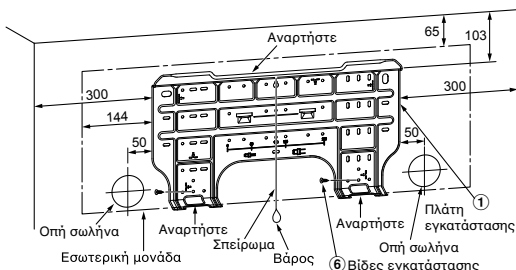 65
103
Αναρτήστε
300
300
144
50
50
①
Πλάτη
εγκατάστασης
Οπή σωλήνα
Αναρτήστε
Αναρτήστε
Οπή σωλήνα
Εσωτερική μονάδα
Σπείρωμα
Βάρος
⑥ Βίδες εγκατάστασης